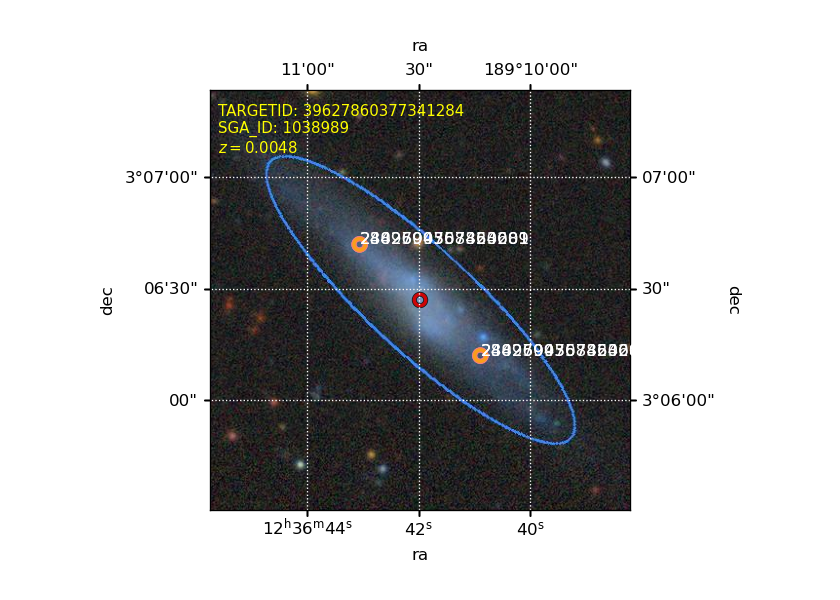 ra
11'00" 30" 189°10'00"
TARGETID: 39627860377341284
SGA_ID: 1038989
z = 0.0048
3°07'00" 07'00"
06'30" 30"
dec dec
00" 3°06'00"
12ʰ36ᵐ44ˢ 42ˢ 40ˢ
ra